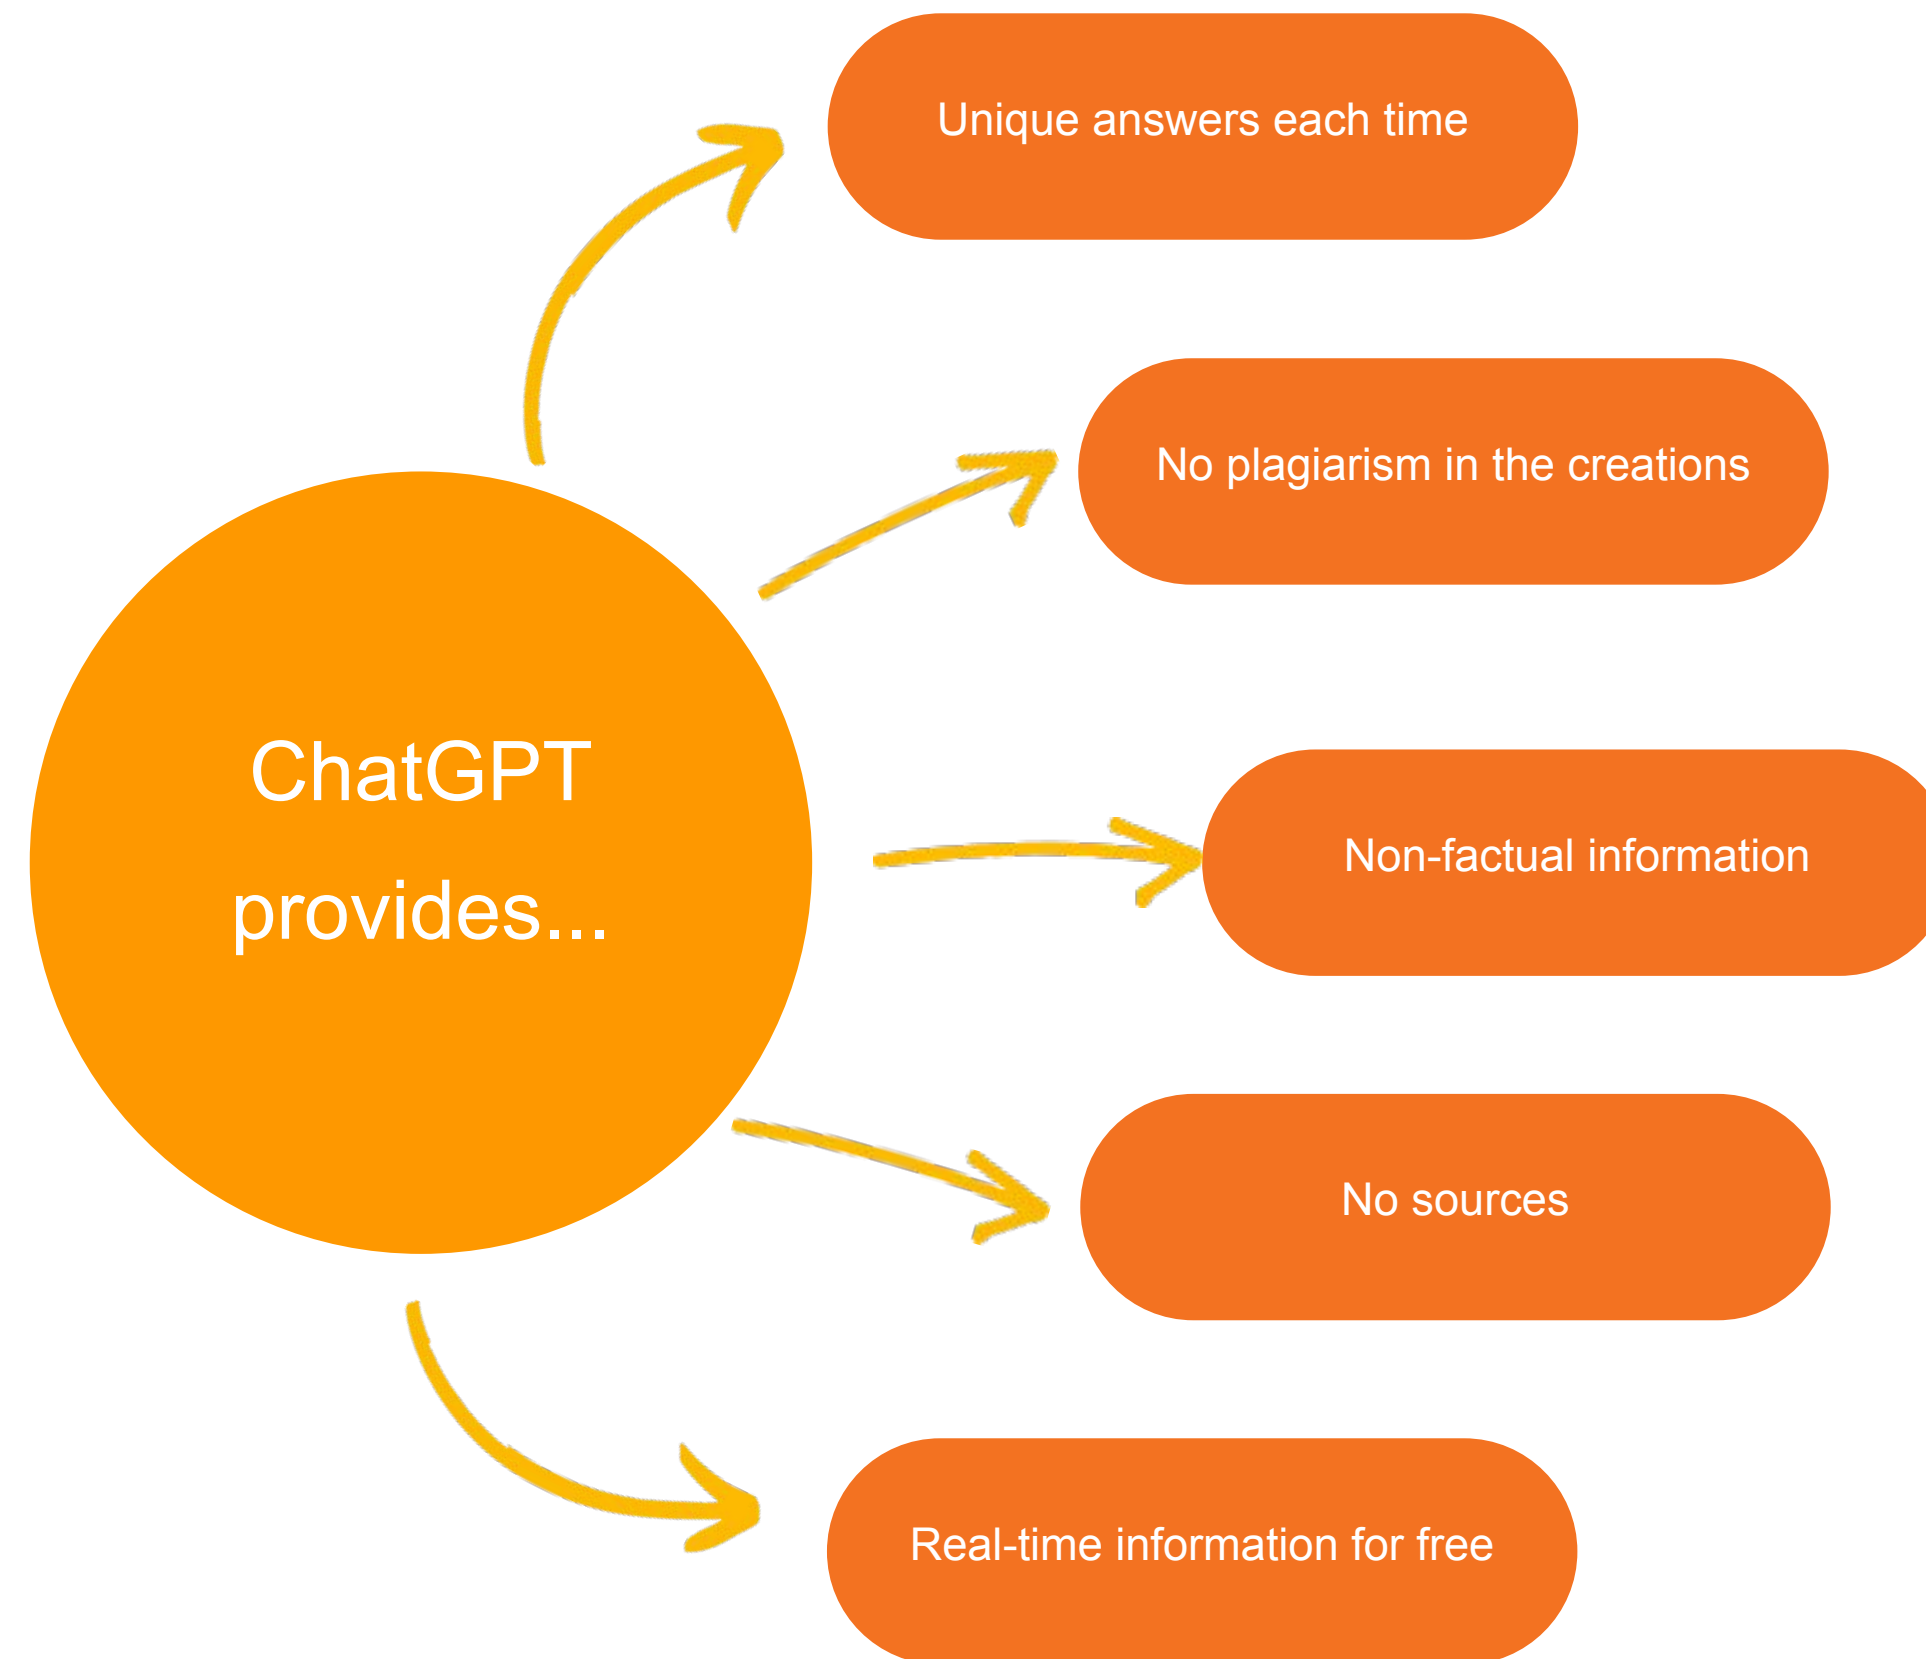 Unique answers each time
No plagiarism in the creations
ChatGPT
provides...
Non-factual information
No sources
Real-time information for free